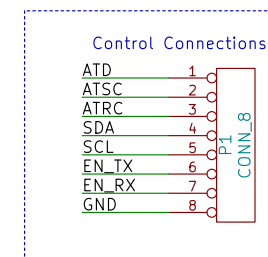 Control Connections
ATD 1
ATSC 2
ATRC 3
SDA 4
SCL 5
EN_TX 6
EN_RX 7
GND 8
P1
CONN_8